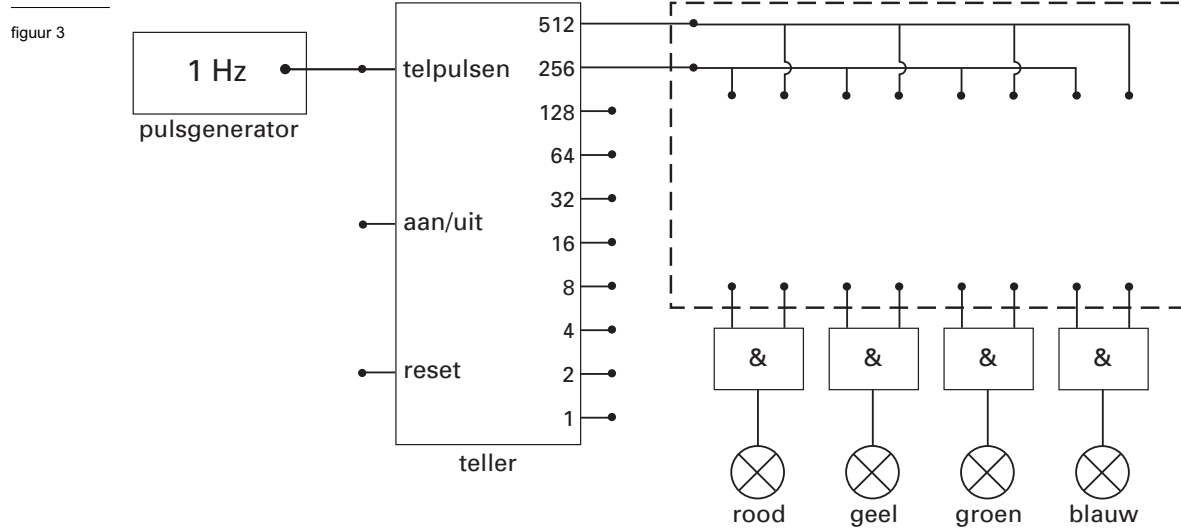 figuur 3
1 Hz
pulsgenerator
telpulsen
aan/uit
reset
512
256
128
64
32
16
8
4
2
1
teller
& & & &
rood geel groen blauw